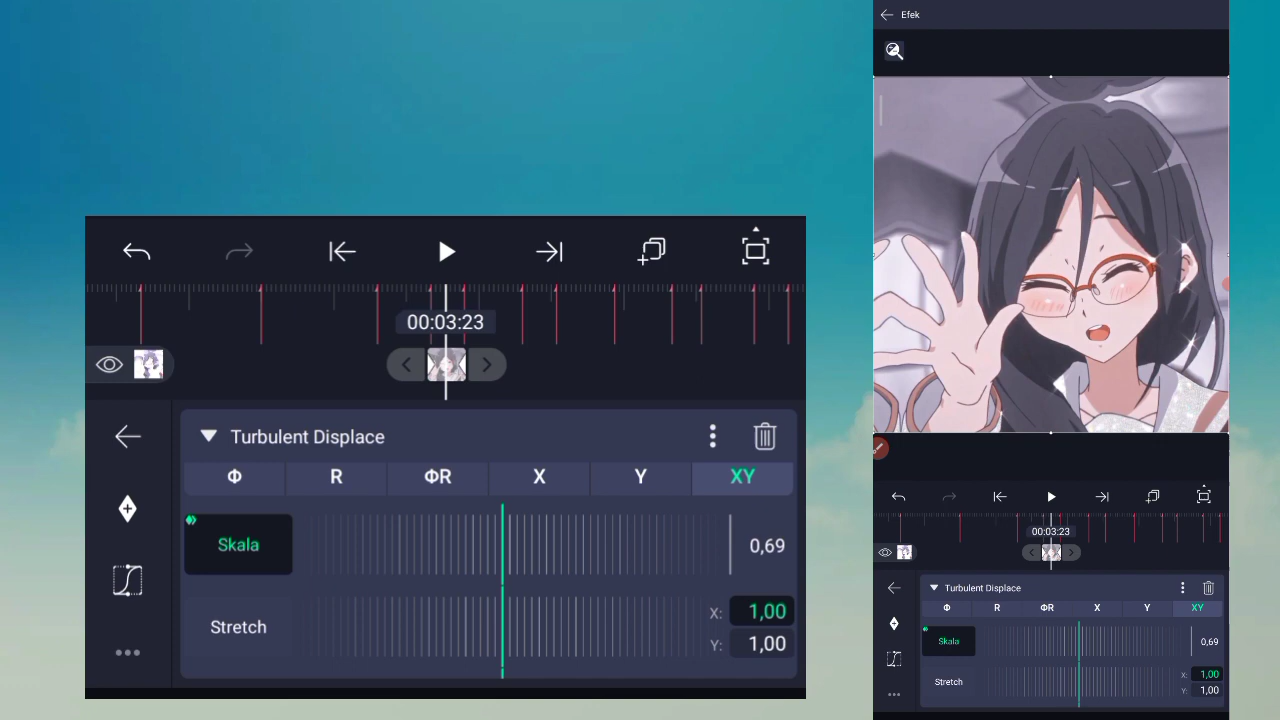 00:03:23
Turbulent Displace
Φ R ΦR X Y XY
Skala 0,69
Stretch X: 1,00
Y: 1,00
Efek
00:03:23
Turbulent Displace
Φ R ΦR X Y XY
Skala 0,69
Stretch X: 1,00
Y: 1,00